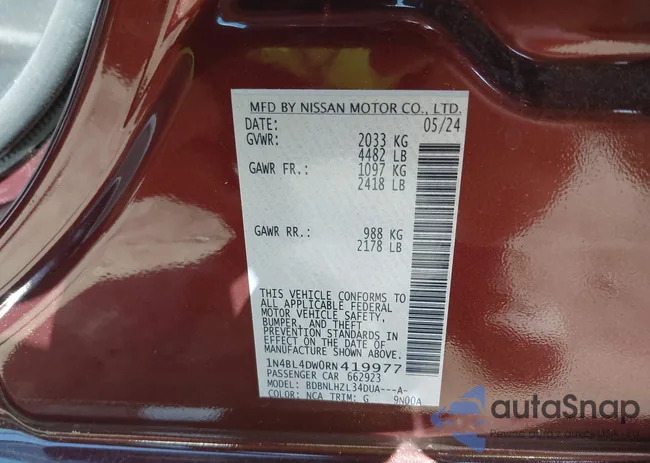 MFD BY NISSAN MOTOR CO., LTD.
DATE: 05/24
GVWR: 2033 KG
4482 LB
GAWR FR.: 1097 KG
2418 LB
GAWR RR.: 988 KG
2178 LB
THIS VEHICLE CONFORMS TO
ALL APPLICABLE FEDERAL
MOTOR VEHICLE SAFETY,
BUMPER, AND THEFT
PREVENTION STANDARDS IN
EFFECT ON THE DATE OF
MANUFACTURE SHOWN ABOVE.
1N4BL4DW0RN419977
PASSENGER CAR 662923
MODEL: BDBNLHZL34DUA---A-
COLOR: NCA TRIM: G 9N00A
autoSnap